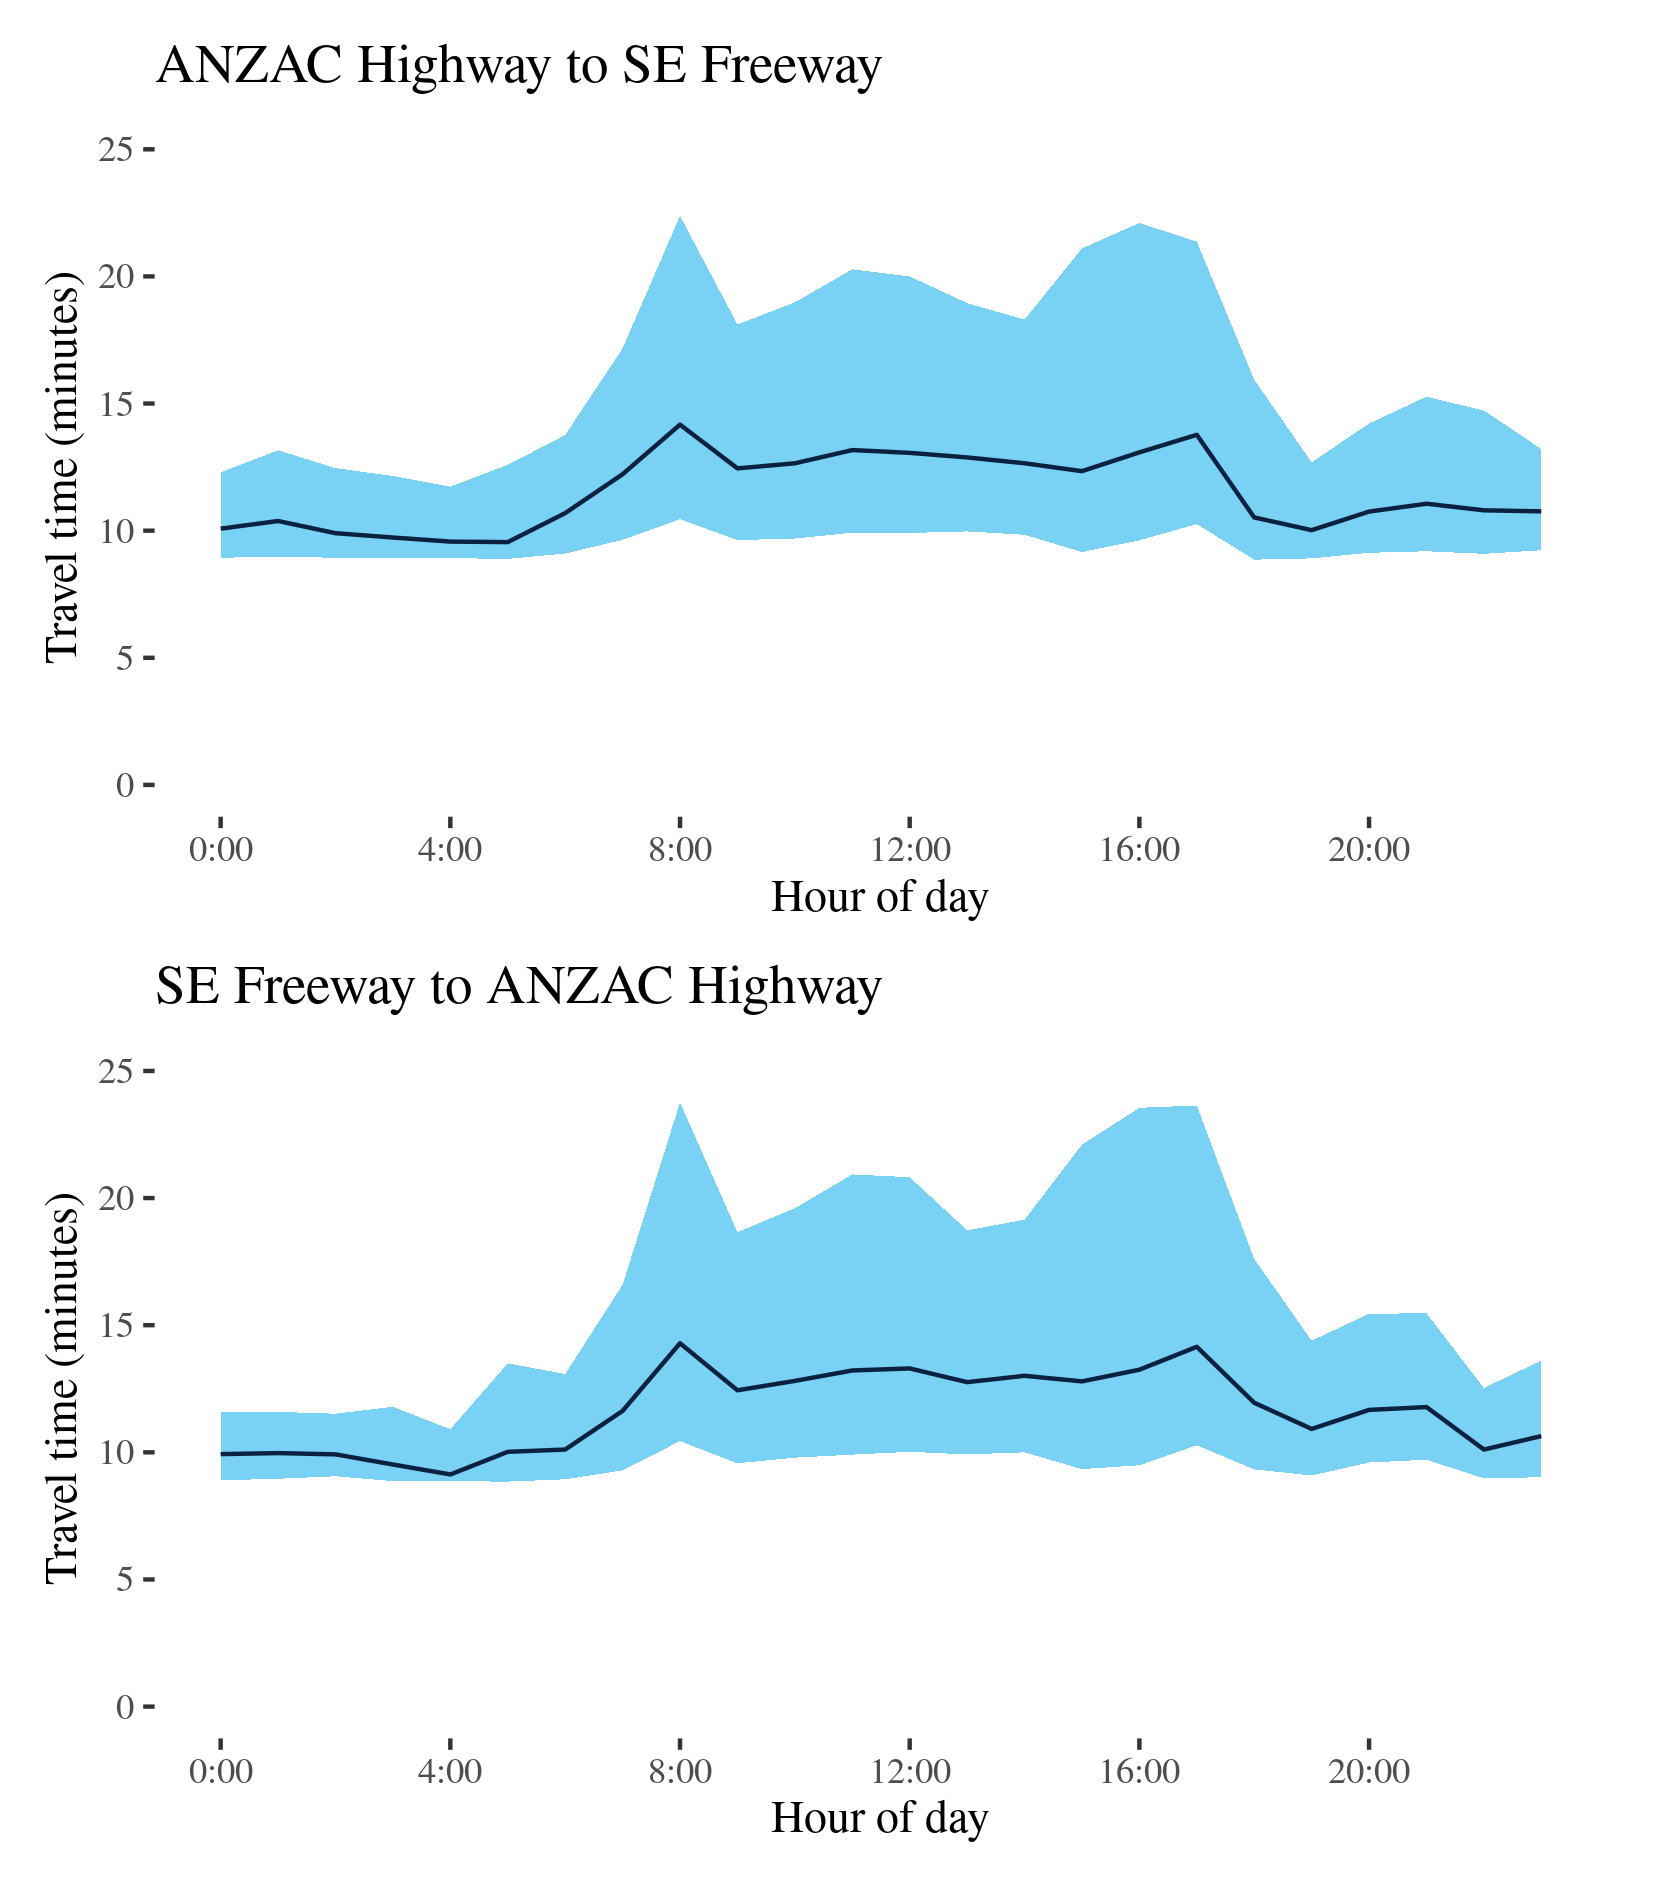 ANZAC Highway to SE Freeway
25
20
15
10
5
0
Travel time (minutes)
0:00 4:00 8:00 12:00 16:00 20:00
Hour of day
SE Freeway to ANZAC Highway
25
20
15
10
5
0
Travel time (minutes)
0:00 4:00 8:00 12:00 16:00 20:00
Hour of day